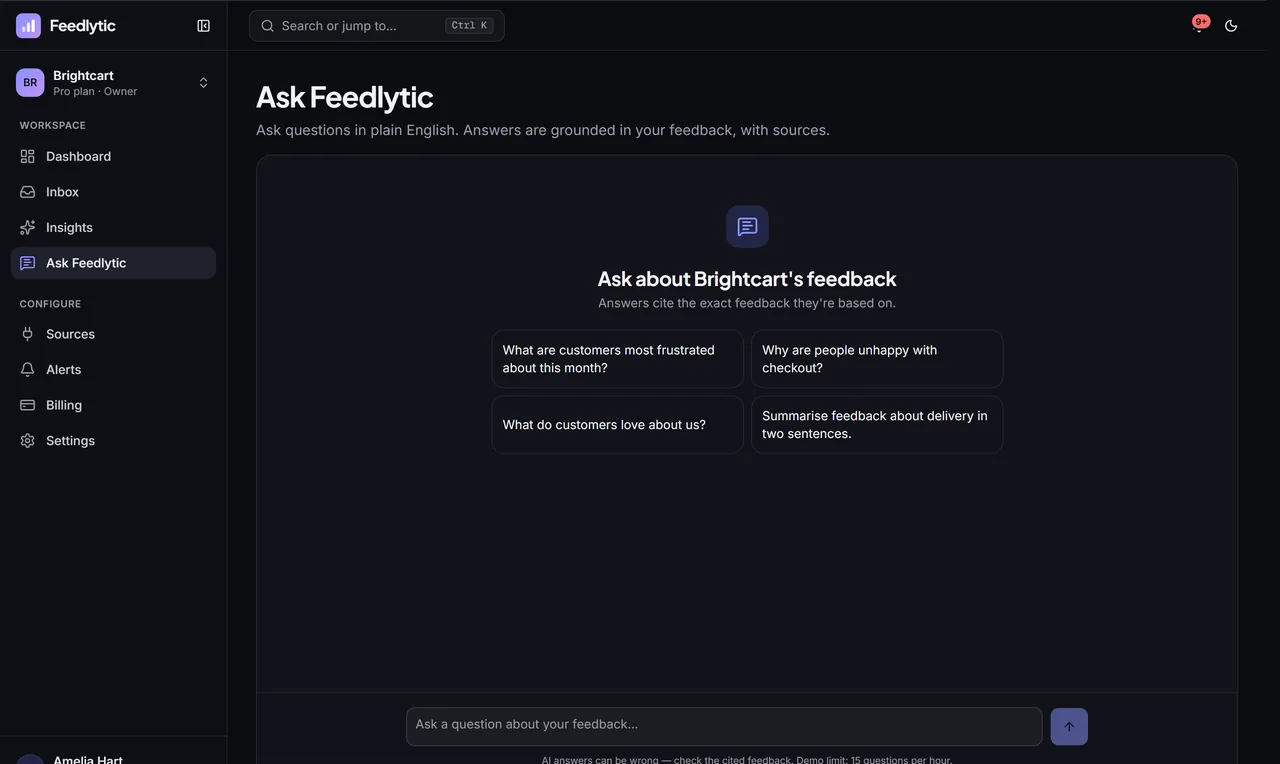 Feedlytic
Search or jump to...
Ctrl K
9+
BR
Brightcart
Pro plan · Owner
WORKSPACE
Dashboard
Inbox
Insights
Ask Feedlytic
CONFIGURE
Sources
Alerts
Billing
Settings
Amelia Hart
Ask Feedlytic
Ask questions in plain English. Answers are grounded in your feedback, with sources.
Ask about Brightcart's feedback
Answers cite the exact feedback they're based on.
What are customers most frustrated
about this month?
Why are people unhappy with
checkout?
What do customers love about us?
Summarise feedback about delivery in
two sentences.
Ask a question about your feedback...
AI answers can be wrong — check the cited feedback. Demo limit: 15 questions per hour.